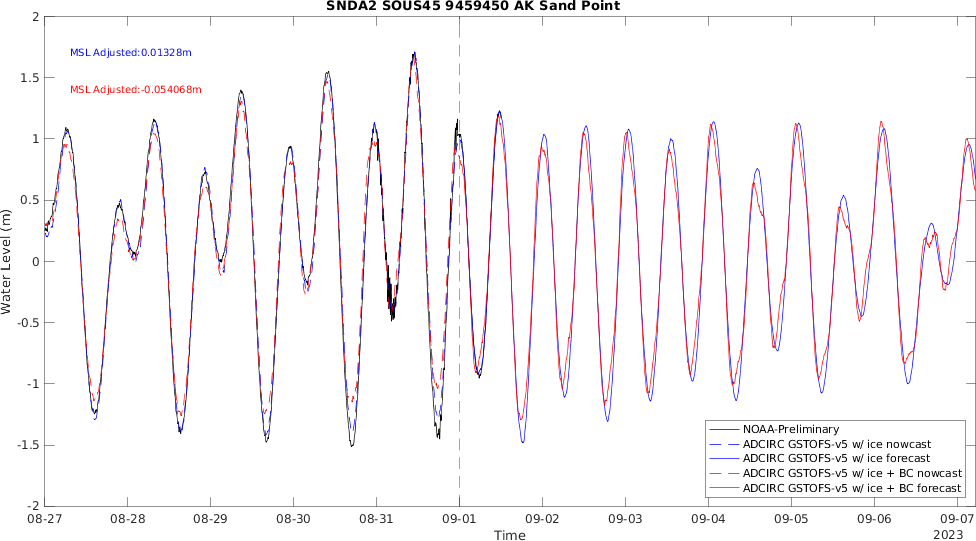 SNDA2 SOUS45 9459450 AK Sand Point
MSL Adjusted:0.01328m
MSL Adjusted:-0.054068m
2
1.5
1
0.5
0
-0.5
-1
-1.5
-2
Water Level (m)
NOAA-Preliminary
ADCIRC GSTOFS-v5 w/ ice nowcast
ADCIRC GSTOFS-v5 w/ ice forecast
ADCIRC GSTOFS-v5 w/ ice + BC nowcast
ADCIRC GSTOFS-v5 w/ ice + BC forecast
08-27 08-28 08-29 08-30 08-31 09-01 09-02 09-03 09-04 09-05 09-06 09-07
Time
2023